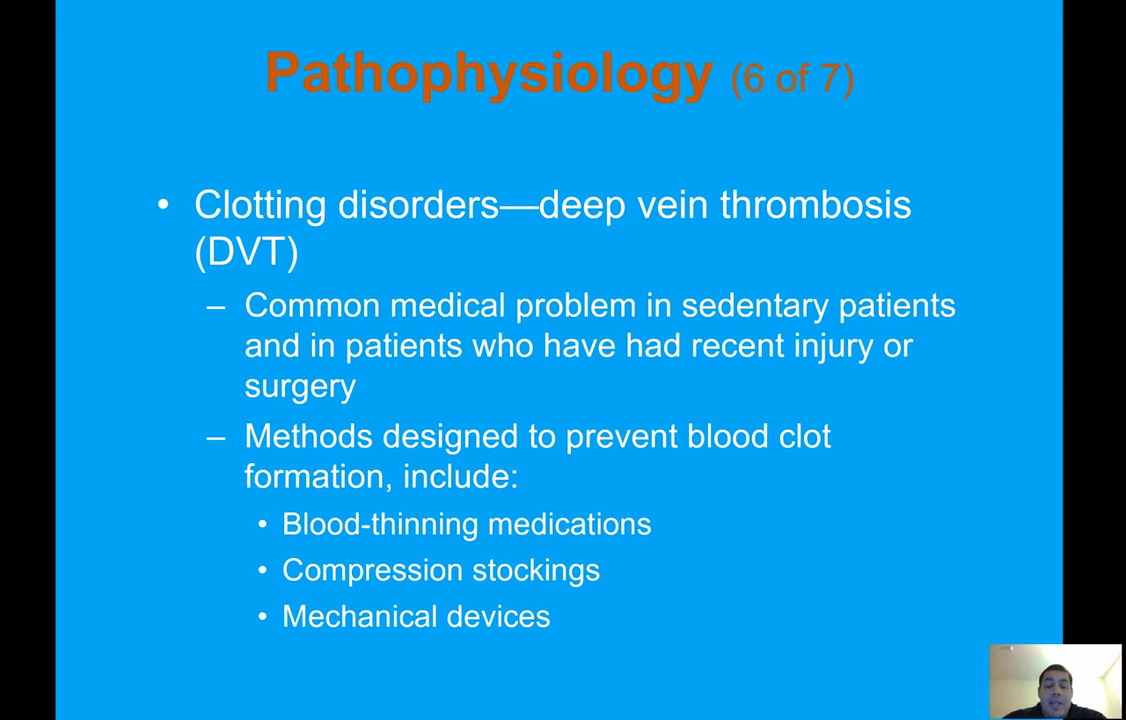 Pathophysiology (6 of 7)
• Clotting disorders—deep vein thrombosis
(DVT)
– Common medical problem in sedentary patients
and in patients who have had recent injury or
surgery
– Methods designed to prevent blood clot
formation, include:
• Blood-thinning medications
• Compression stockings
• Mechanical devices